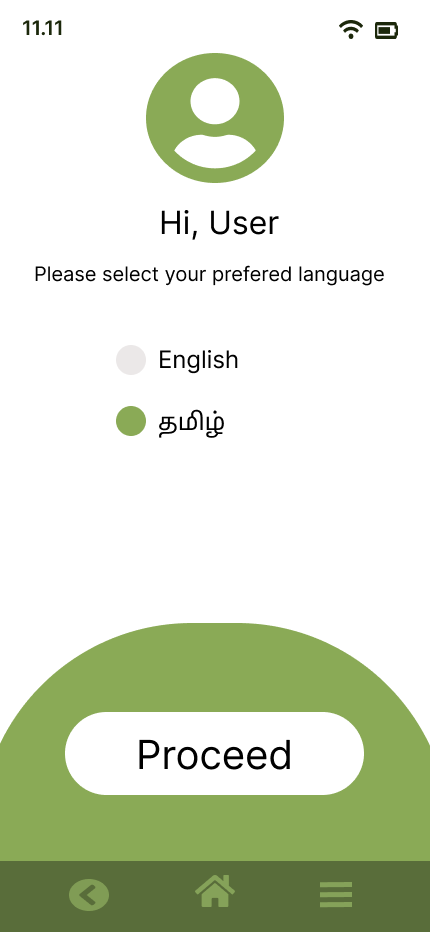 11.11
Hi, User
Please select your prefered language
English
தமிழ்
Proceed